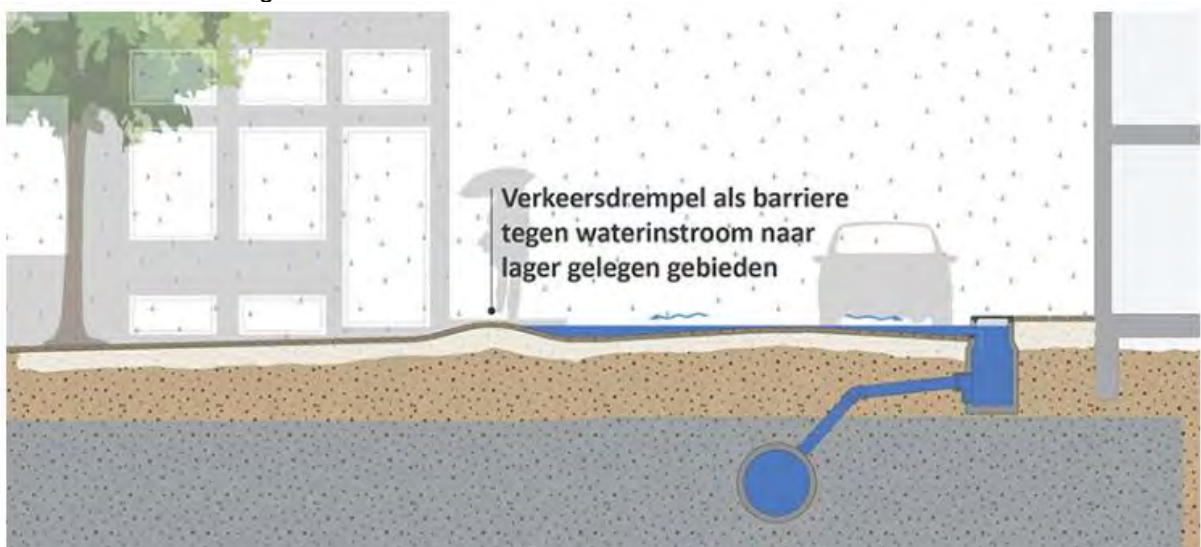 Verkeersdrempel als barriere
tegen waterinstroom naar
lager gelegen gebieden